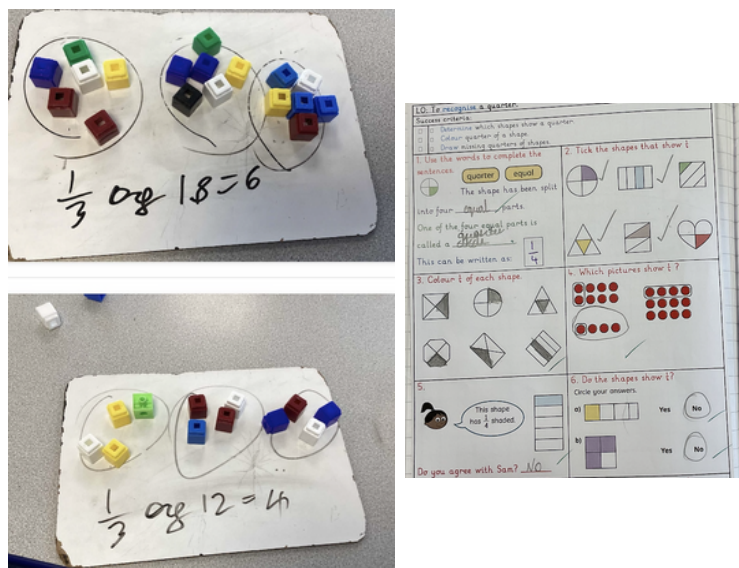 1/3 og 18=6
1/3 og 12=4
LO. To recognise a quarter.
Success criteria:
Determine which shapes show a quarter.
Colour quarter of a shape.
Draw missing quarters of shapes.
1. Use the words to complete the
sentences.
quarter equal
The shape has been split
into four equal parts.
One of the four equal parts is
called a
This can be written as: 1/4
2. Tick the shapes that show 1/4
3. Colour 1/4 of each shape.
4. Which pictures show 1/4?
5.
This shape
has 1/4 shaded.
Do you agree with Sam? No
6. Do the shapes show 1/4?
Circle your answers.
a) Yes No
b) Yes No